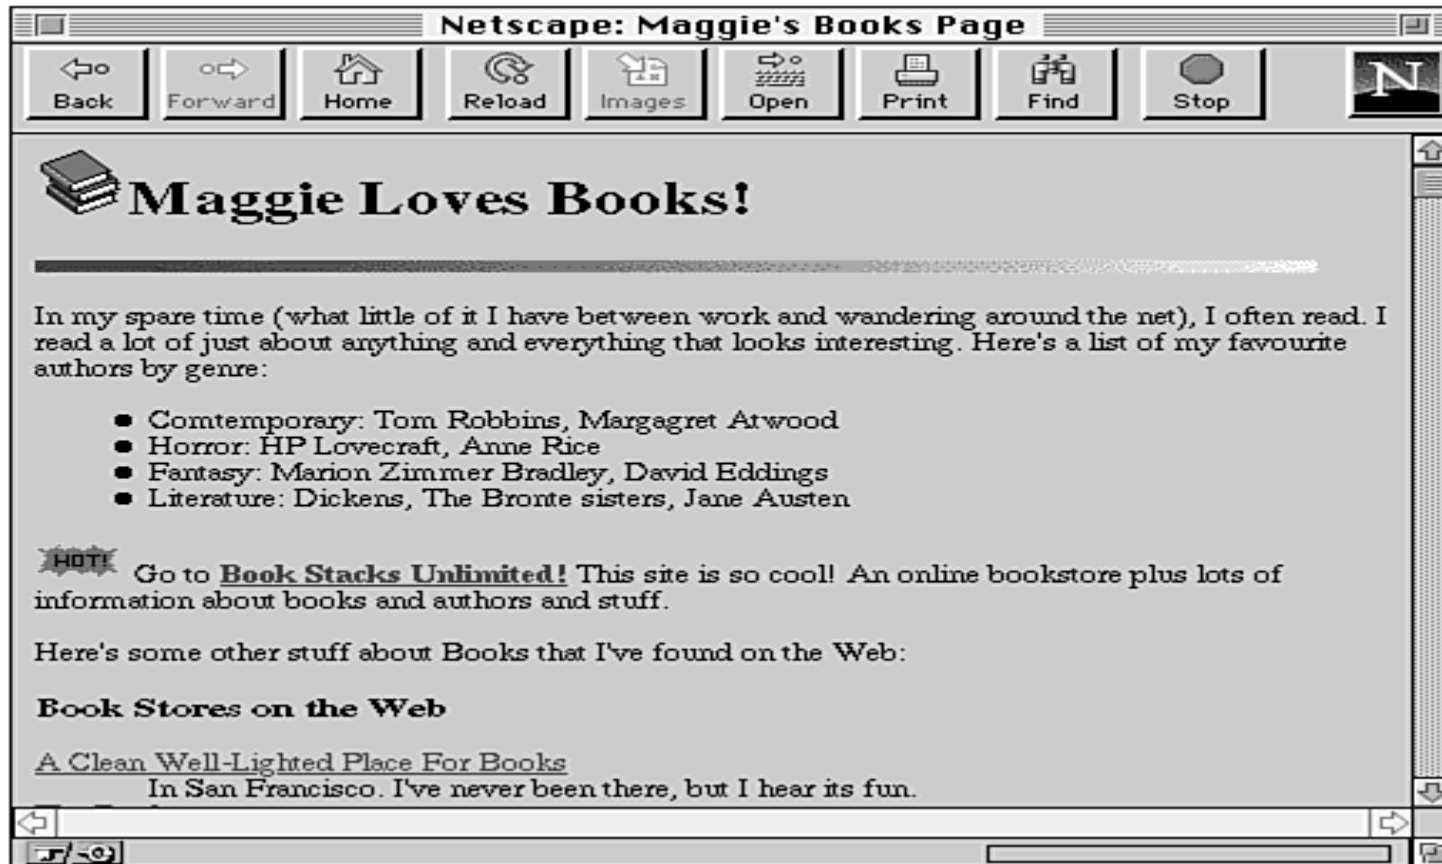 Netscape: Maggie's Books Page
Back Forward Home Reload Images Open Print Find Stop N
Maggie Loves Books!
In my spare time (what little of it I have between work and wandering around the net), I often read. I
read a lot of just about anything and everything that looks interesting. Here's a list of my favourite
authors by genre:
Comtemporary: Tom Robbins, Margagret Atwood
Horror: HP Lovecraft, Anne Rice
Fantasy: Marion Zimmer Bradley, David Eddings
Literature: Dickens, The Bronte sisters, Jane Austen
HOT! Go to Book Stacks Unlimited! This site is so cool! An online bookstore plus lots of
information about books and authors and stuff.
Here's some other stuff about Books that I've found on the Web:
Book Stores on the Web
A Clean Well-Lighted Place For Books
In San Francisco. I've never been there, but I hear its fun.